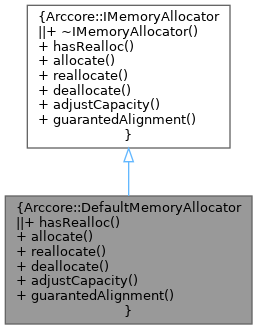 {Arccore::IMemoryAllocator
||+ ~IMemoryAllocator()
+ hasRealloc()
+ allocate()
+ reallocate()
+ deallocate()
+ adjustCapacity()
+ guarantedAlignment()
}
{Arccore::DefaultMemoryAllocator
||+ hasRealloc()
+ allocate()
+ reallocate()
+ deallocate()
+ adjustCapacity()
+ guarantedAlignment()
}